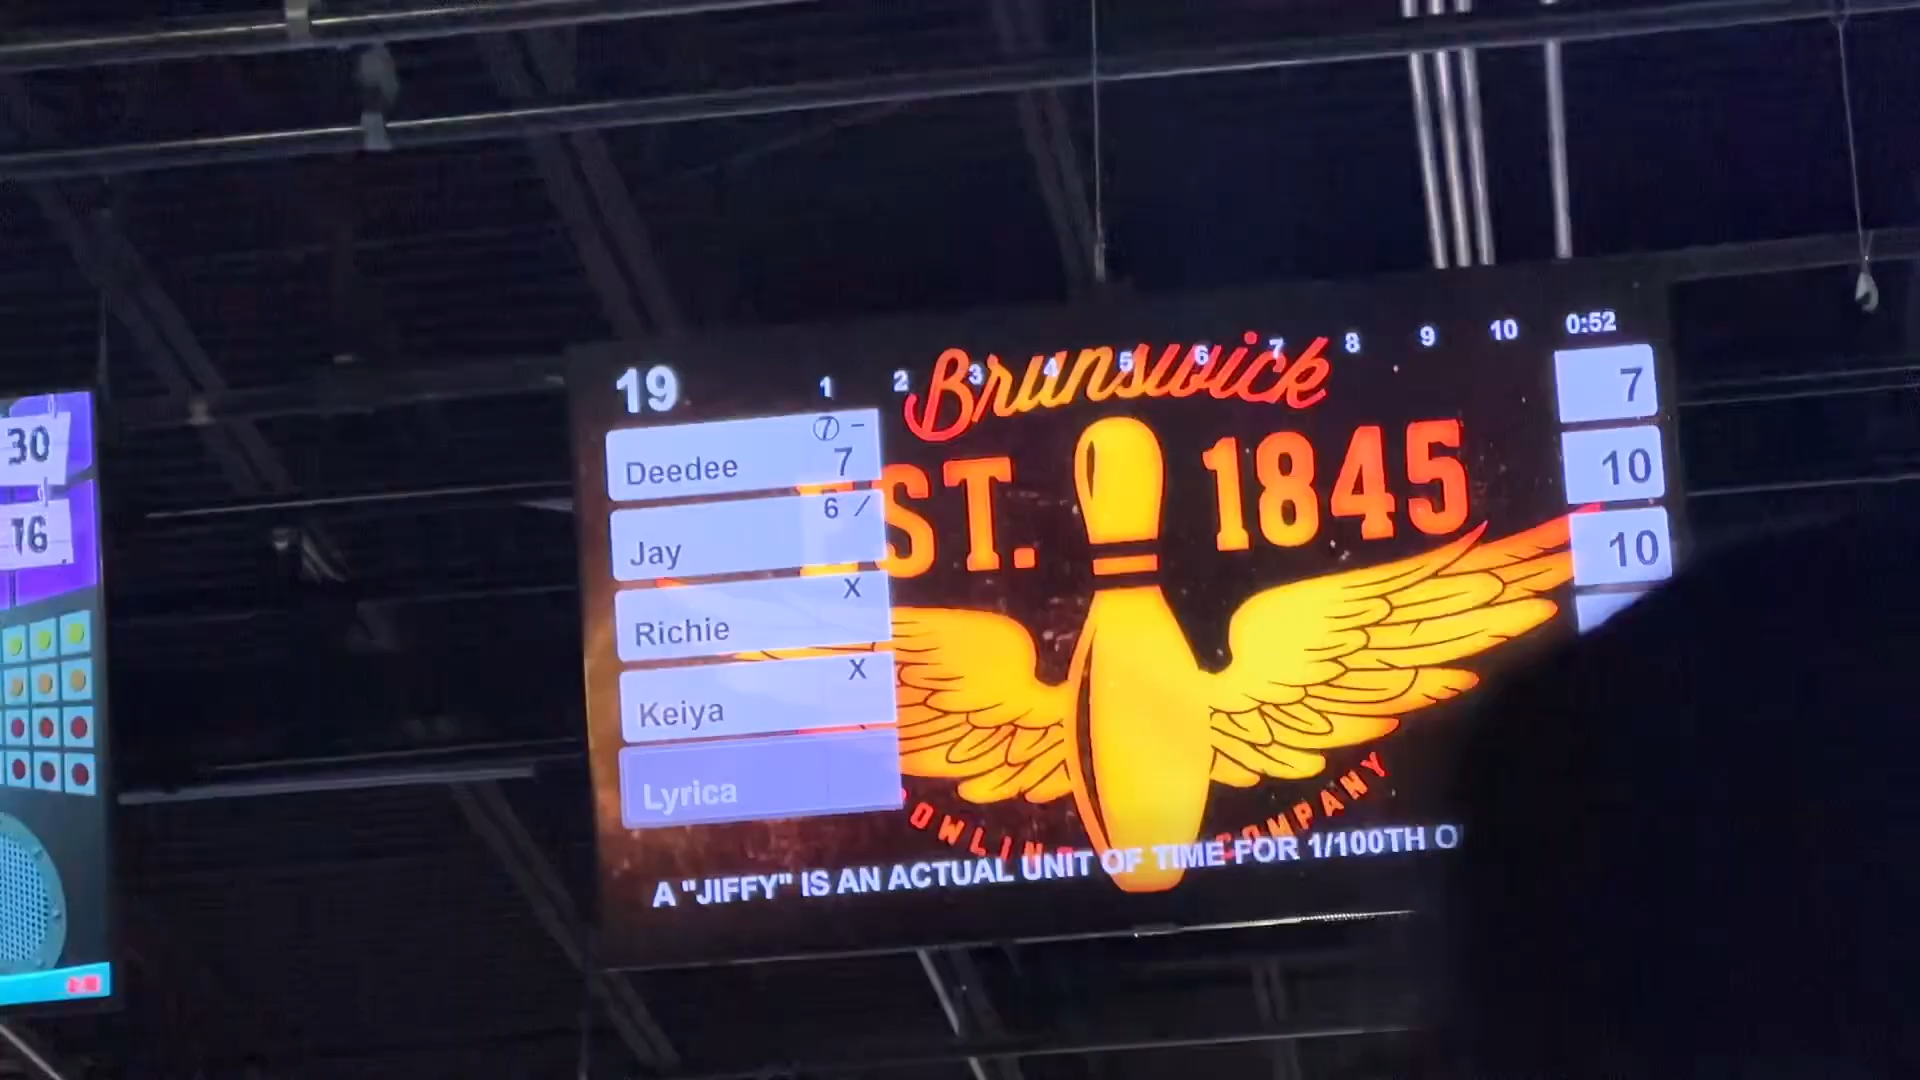 30
16
19
1 2 3 4 5 6 7 8 9 10 0:52
Brunswick
EST. 1845
⑦ -
Deedee 7 7
6 /
Jay 10
X
Richie 10
X
Keiya
Lyrica
COMPANY
A "JIFFY" IS AN ACTUAL UNIT OF TIME FOR 1/100TH